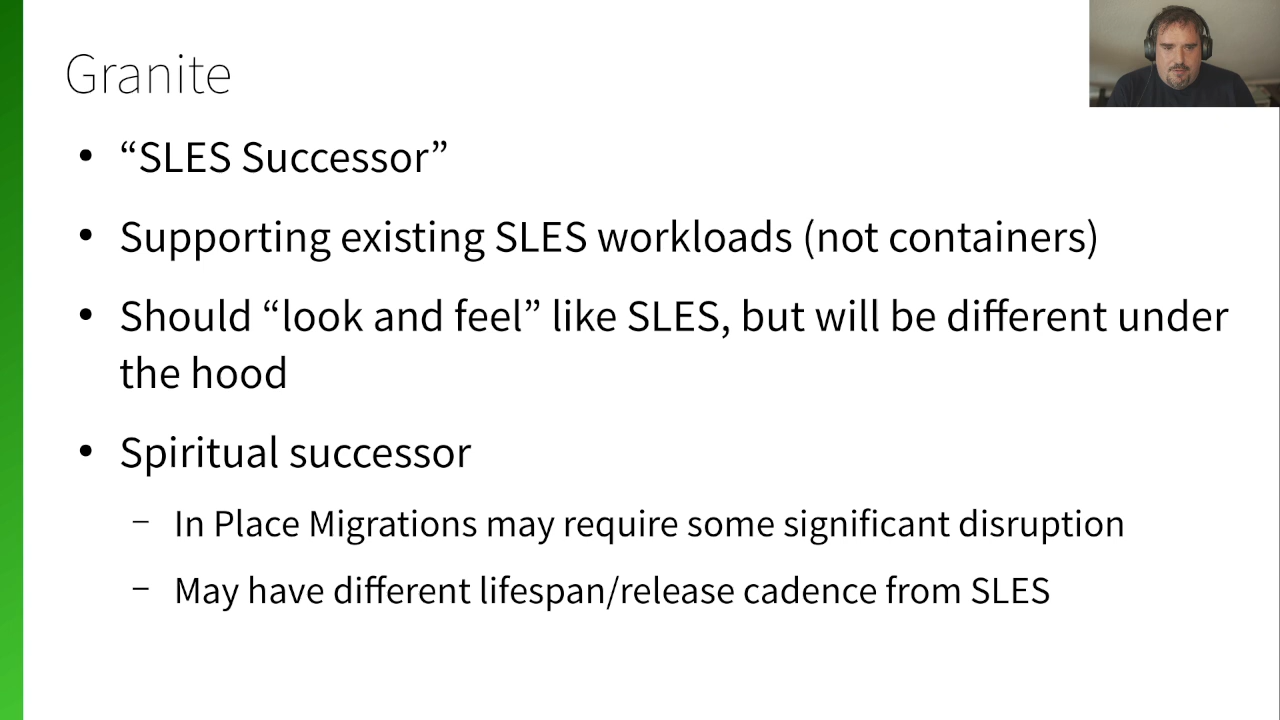 Granite
• “SLES Successor”
• Supporting existing SLES workloads (not containers)
• Should “look and feel” like SLES, but will be different under
the hood
• Spiritual successor
– In Place Migrations may require some significant disruption
– May have different lifespan/release cadence from SLES